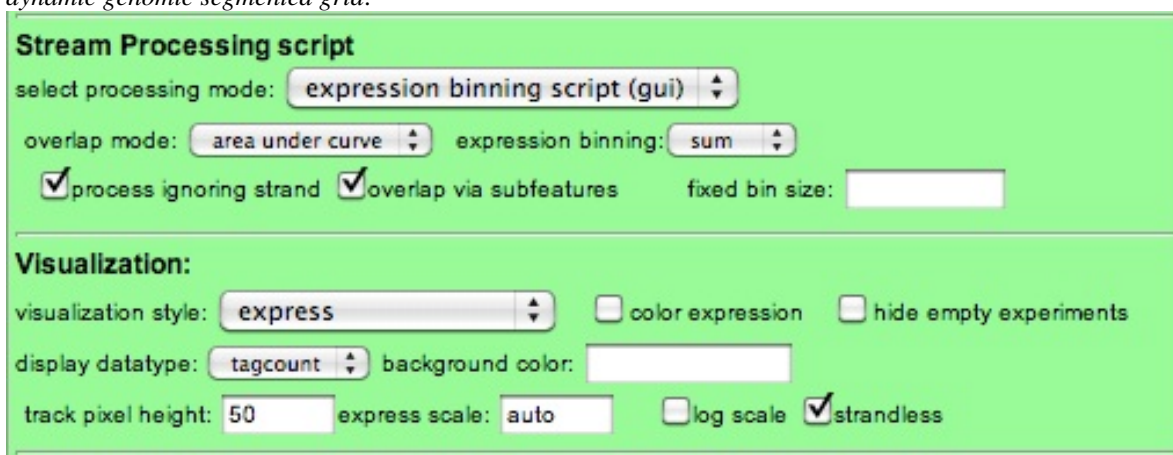 dynamic genomic segmented grid.
Stream Processing script
select processing mode: expression binning script (gui)
overlap mode: area under curve expression binning: sum
process ignoring strand overlap via subfeatures fixed bin size:
Visualization:
visualization style: express color expression hide empty experiments
display datatype: tagcount background color:
track pixel height: 50 express scale: auto log scale strandless